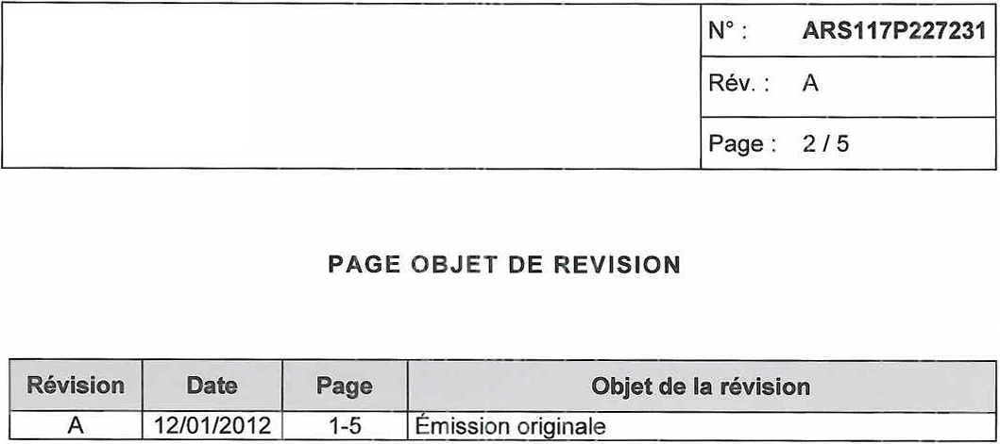 N° : ARS117P227231
Rév. : A
Page : 2 / 5
PAGE OBJET DE REVISION
Révision Date Page Objet de la révision
A 12/01/2012 1-5 Émission originale